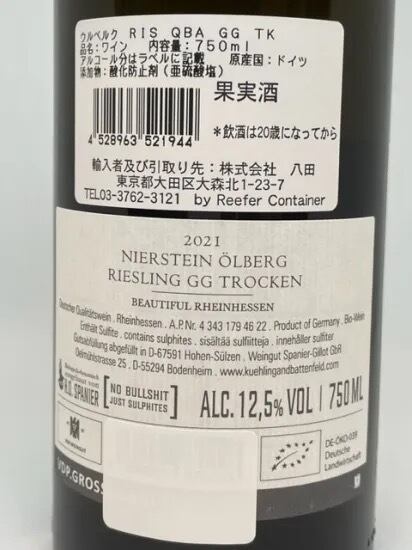 ウルベルク RIS QBA GG TK
品名:ワイン 内容量:750ml
アルコール分はラベルに記載 原産国:ドイツ
添加物:酸化防止剤(亜硫酸塩)
果実酒
4 528963 521944
*飲酒は20歳になってから
輸入者及び引取り先:株式会社 八田
東京都大田区大森北1-23-7
TEL03-3762-3121 by Reefer Container
2021
NIERSTEIN ÖLBERG
RIESLING GG TROCKEN
BEAUTIFUL RHEINHESSEN
Deutscher Qualitätswein . Rheinhessen . A.P.Nr. 4 343 179 46 22 . Product of Germany . Bio-Wein
Enthält Sulfite . contains sulphites . sisältää sulfiitteja . innehåller sulfiter
Gutsabfüllung abgefüllt in D-67591 Hohen-Sülzen . Weingut Spanier-Gillot GbR
Oelmühlstrasse 25 . D-55294 Bodenheim . www.kuehlingandbattenfeld.com
H.O. SPANIER
[NO BULLSHIT
JUST SULPHITES]
ALC. 12,5% VOL | 750 ML
DE-ÖKO-039
Deutsche
Landwirtschaft
VDP.GROSS